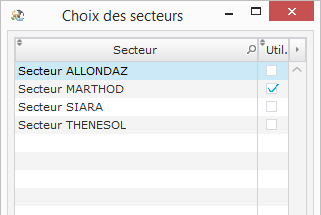 Choix des secteurs
Secteur Util.
Secteur ALLONDAZ
Secteur MARTHOD
Secteur SIARA
Secteur THENESOL